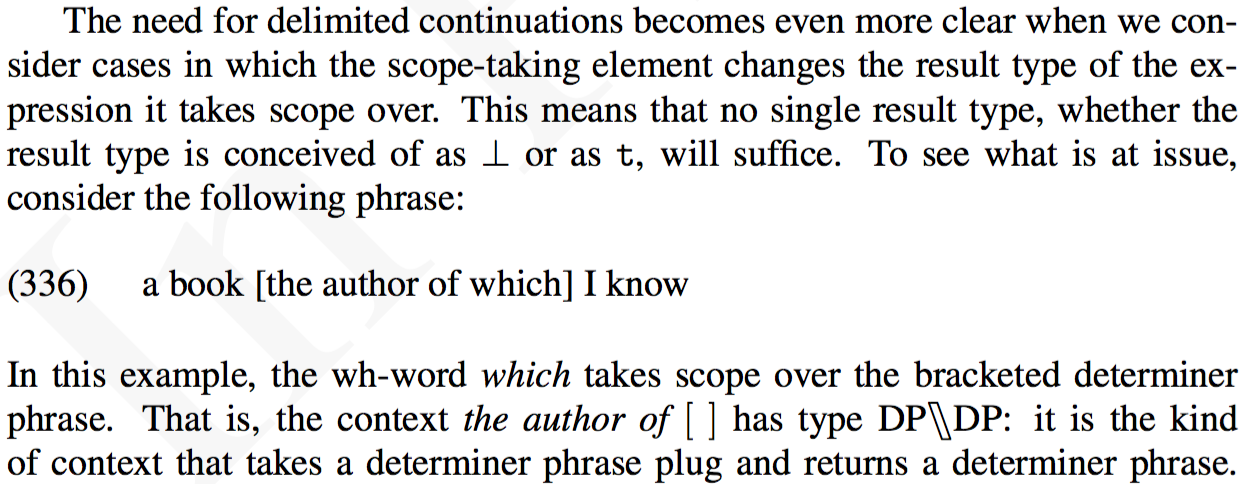 The need for delimited continuations becomes even more clear when we con-
sider cases in which the scope-taking element changes the result type of the ex-
pression it takes scope over. This means that no single result type, whether the
result type is conceived of as ⊥ or as t, will suffice. To see what is at issue,
consider the following phrase:
(336) a book [the author of which] I know
In this example, the wh-word which takes scope over the bracketed determiner
phrase. That is, the context the author of [ ] has type DP⑊DP: it is the kind
of context that takes a determiner phrase plug and returns a determiner phrase.